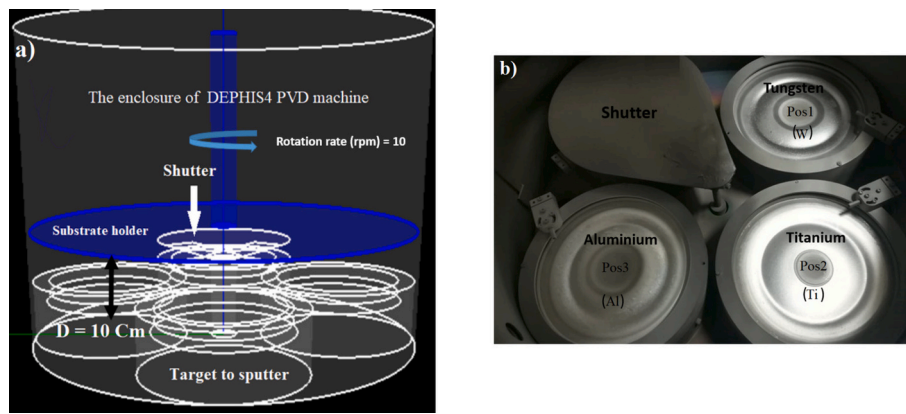 a)
The enclosure of DEPHIS4 PVD machine
Rotation rate (rpm) = 10
Shutter
Substrate holder
D = 10 Cm
Target to sputter
b)
Shutter
Tungsten
Pos1
(W)
Aluminium
Pos3
(Al)
Titanium
Pos2
(Ti)